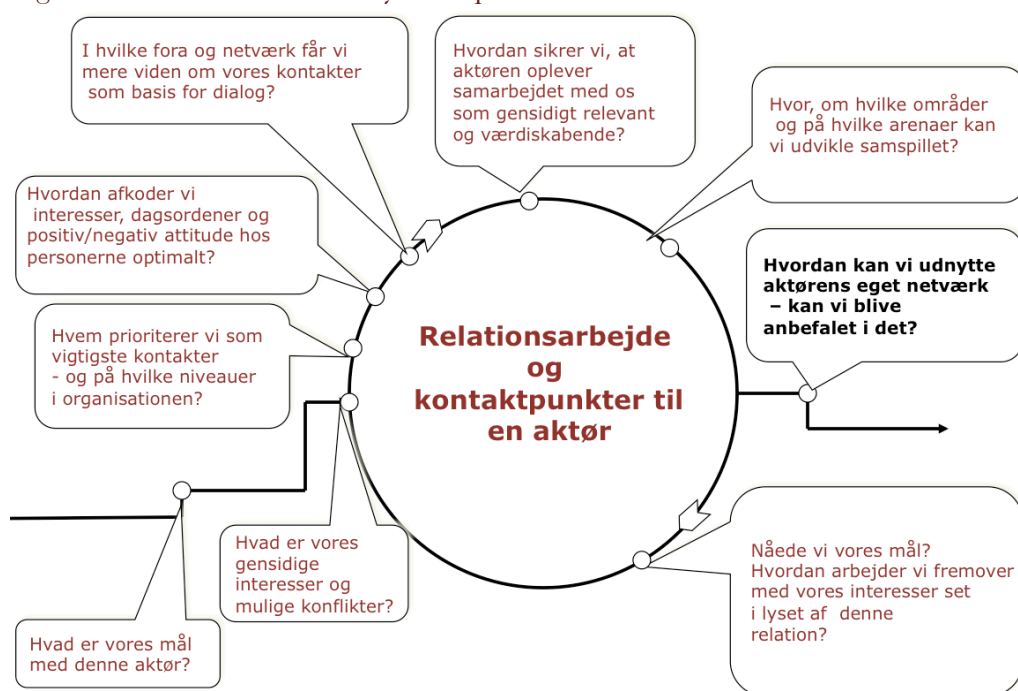 I hvilke fora og netværk får vi
mere viden om vores kontakter
som basis for dialog?
Hvordan sikrer vi, at
aktøren oplever
samarbejdet med os
som gensidigt relevant
og værdiskabende?
Hvor, om hvilke områder
og på hvilke arenaer kan
vi udvikle samspillet?
Hvordan afkoder vi
interesser, dagsordener og
positiv/negativ attitude hos
personerne optimalt?
Hvordan kan vi udnytte
aktørens eget netværk
– kan vi blive
anbefalet i det?
Hvem prioriterer vi som
vigtigste kontakter
- og på hvilke niveauer
i organisationen?
Relationsarbejde
og
kontaktpunkter til
en aktør
Hvad er vores
gensidige
interesser og
mulige konflikter?
Nåede vi vores mål?
Hvordan arbejder vi fremover
med vores interesser set
i lyset af denne
relation?
Hvad er vores mål
med denne aktør?